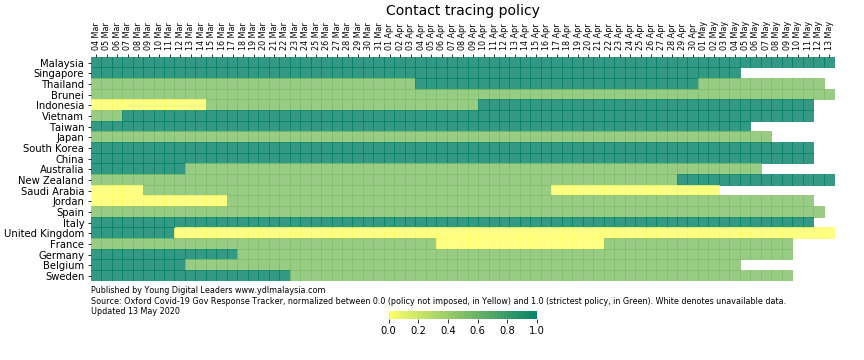 Contact tracing policy
04 Mar 05 Mar 06 Mar 07 Mar 08 Mar 09 Mar 10 Mar 11 Mar 12 Mar 13 Mar 14 Mar 15 Mar 16 Mar 17 Mar 18 Mar 19 Mar 20 Mar 21 Mar 22 Mar 23 Mar 24 Mar 25 Mar 26 Mar 27 Mar 28 Mar 29 Mar 30 Mar 31 Mar 01 Apr 02 Apr 03 Apr 04 Apr 05 Apr 06 Apr 07 Apr 08 Apr 09 Apr 10 Apr 11 Apr 12 Apr 13 Apr 14 Apr 15 Apr 16 Apr 17 Apr 18 Apr 19 Apr 20 Apr 21 Apr 22 Apr 23 Apr 24 Apr 25 Apr 26 Apr 27 Apr 28 Apr 29 Apr 30 Apr 01 May 02 May 03 May 04 May 05 May 06 May 07 May 08 May 09 May 10 May 11 May 12 May 13 May
Malaysia
Singapore
Thailand
Brunei
Indonesia
Vietnam
Taiwan
Japan
South Korea
China
Australia
New Zealand
Saudi Arabia
Jordan
Spain
Italy
United Kingdom
France
Germany
Belgium
Sweden
Published by Young Digital Leaders www.ydlmalaysia.com
Source: Oxford Covid-19 Gov Response Tracker, normalized between 0.0 (policy not imposed, in Yellow) and 1.0 (strictest policy, in Green). White denotes unavailable data.
Updated 13 May 2020
0.0 0.2 0.4 0.6 0.8 1.0